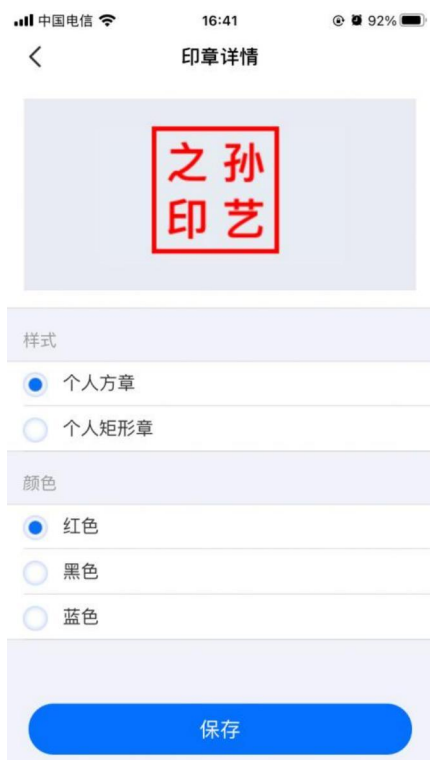 中国电信 16:41 92%
印章详情
之孙
印艺
样式
个人方章
个人矩形章
颜色
红色
黑色
蓝色
保存